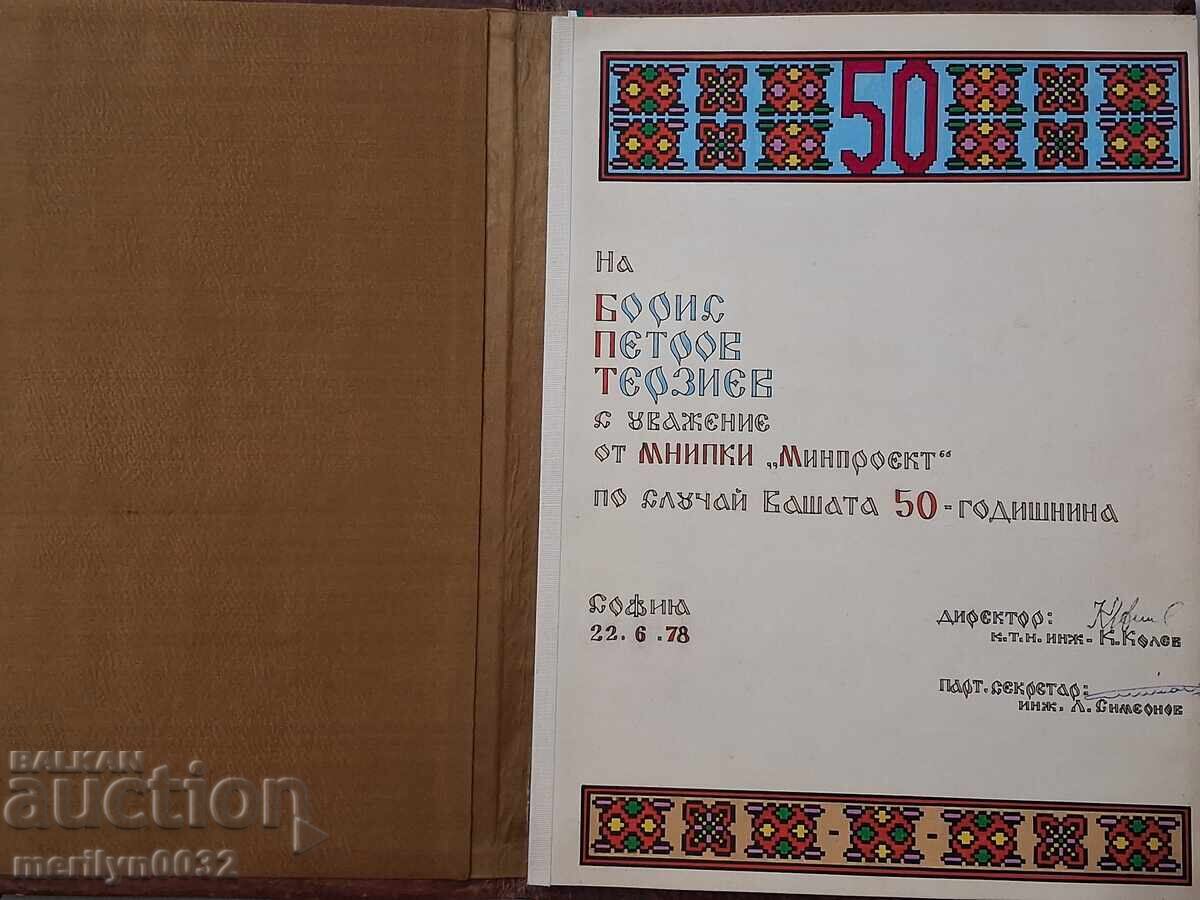 50
На
Борис
Петров
Терзиев
с уважение
от МНИПКИ „Минпроект“
по случай Вашата 50-годишнина
София
22.6.78
директор:
к.т.н. инж. К. Колев
парт. секретар:
инж. Л. Симеонов
BALKAN
auction
merilyn0032